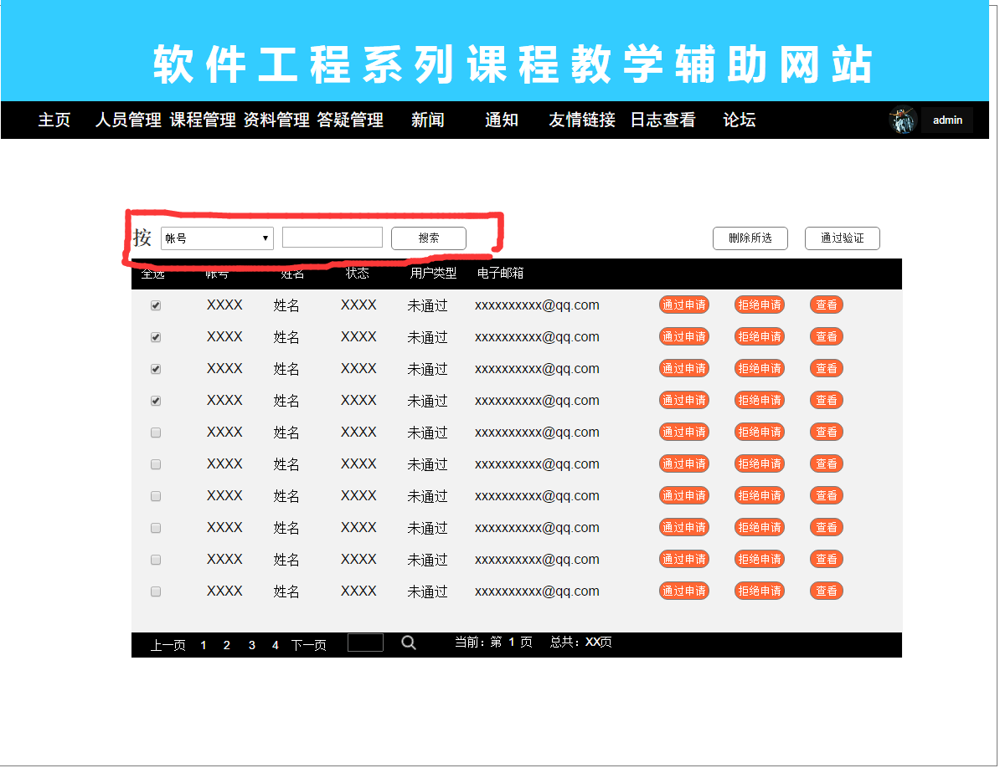 软件工程系列课程教学辅助网站
主页 人员管理 课程管理 资料管理 答疑管理 新闻 通知 友情链接 日志查看 论坛 admin
按 帐号 搜索 删除所选 通过验证
全选 帐号 姓名 状态 用户类型 电子邮箱
XXXX 姓名 XXXX 未通过 xxxxxxxxxx@qq.com 通过申请 拒绝申请 查看
XXXX 姓名 XXXX 未通过 xxxxxxxxxx@qq.com 通过申请 拒绝申请 查看
XXXX 姓名 XXXX 未通过 xxxxxxxxxx@qq.com 通过申请 拒绝申请 查看
XXXX 姓名 XXXX 未通过 xxxxxxxxxx@qq.com 通过申请 拒绝申请 查看
XXXX 姓名 XXXX 未通过 xxxxxxxxxx@qq.com 通过申请 拒绝申请 查看
XXXX 姓名 XXXX 未通过 xxxxxxxxxx@qq.com 通过申请 拒绝申请 查看
XXXX 姓名 XXXX 未通过 xxxxxxxxxx@qq.com 通过申请 拒绝申请 查看
XXXX 姓名 XXXX 未通过 xxxxxxxxxx@qq.com 通过申请 拒绝申请 查看
XXXX 姓名 XXXX 未通过 xxxxxxxxxx@qq.com 通过申请 拒绝申请 查看
XXXX 姓名 XXXX 未通过 xxxxxxxxxx@qq.com 通过申请 拒绝申请 查看
上一页 1 2 3 4 下一页 当前：第 1 页 总共：XX页